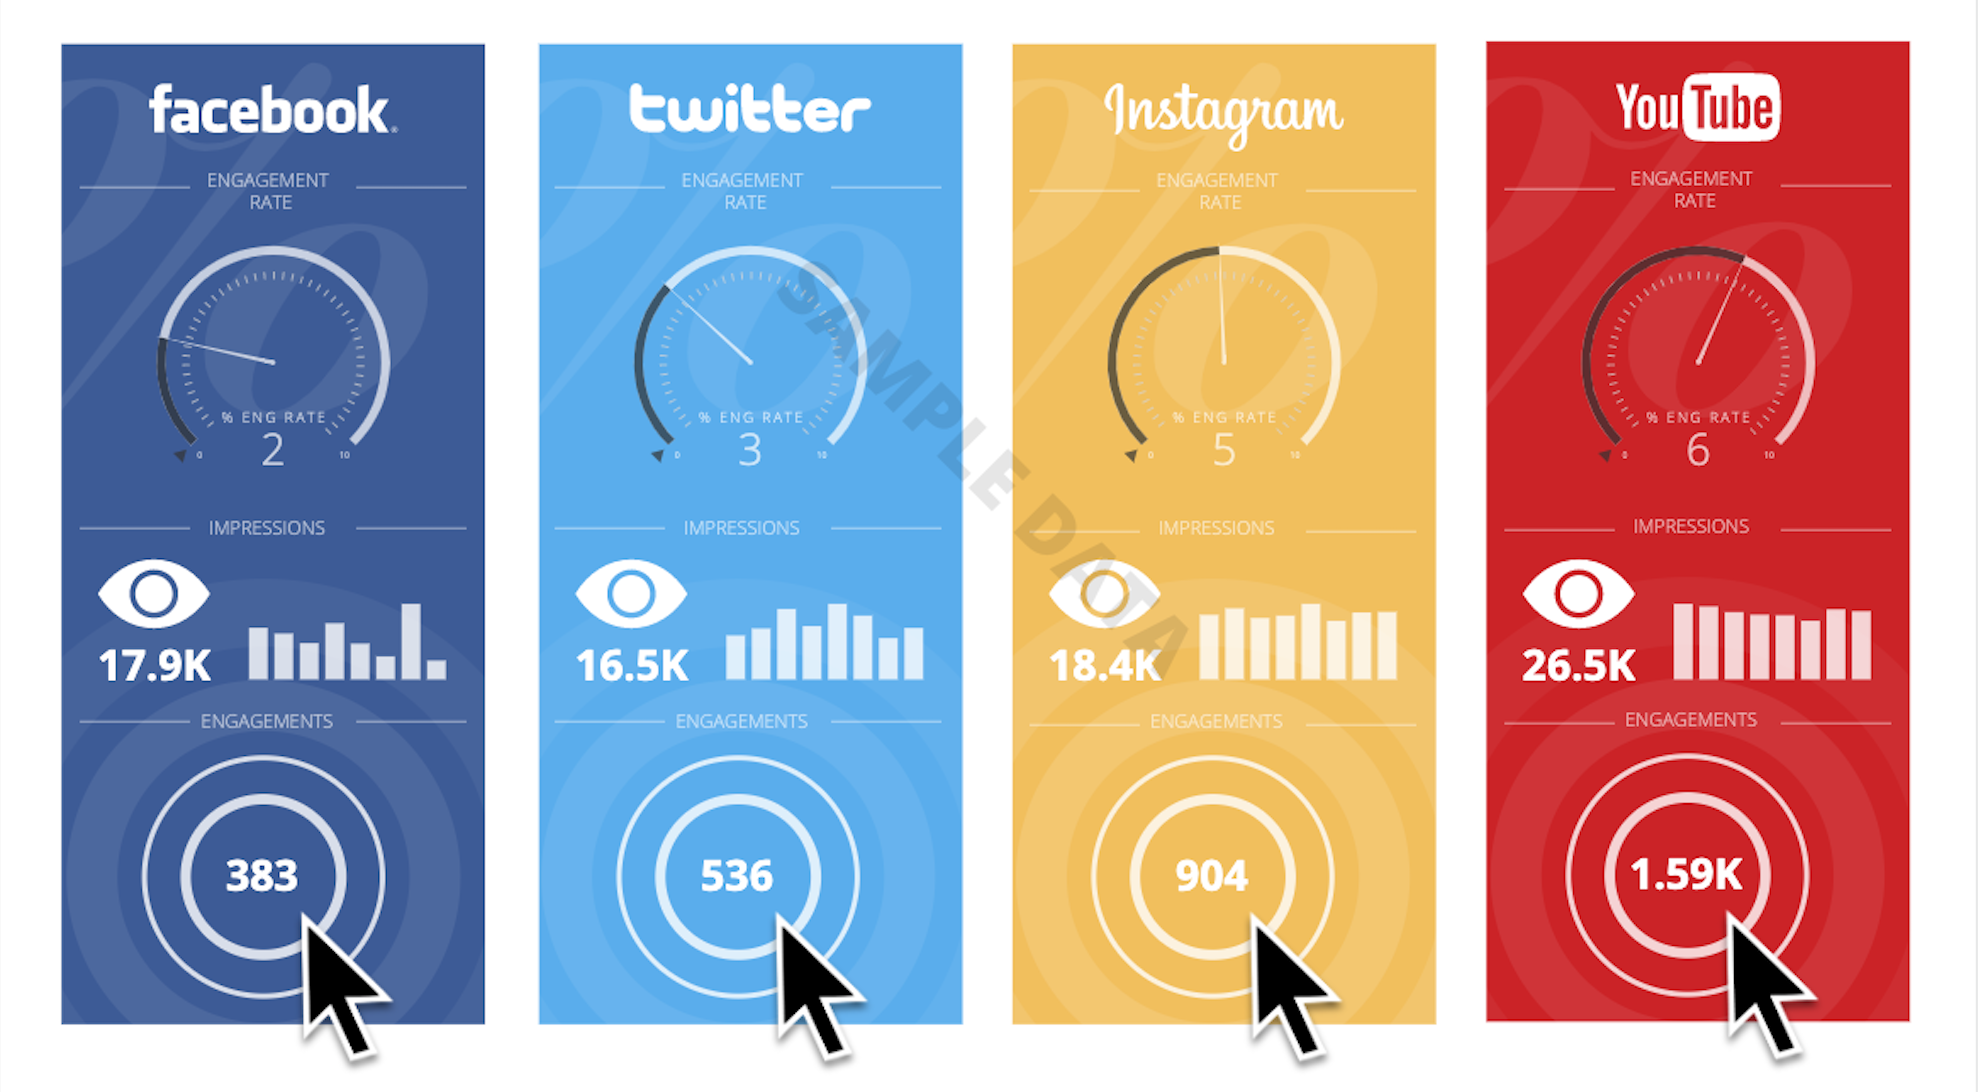 facebook
ENGAGEMENT
RATE
% ENG RATE
2
0
10
IMPRESSIONS
17.9K
ENGAGEMENTS
383
twitter
ENGAGEMENT
RATE
% ENG RATE
3
0
10
IMPRESSIONS
16.5K
ENGAGEMENTS
536
Instagram
ENGAGEMENT
RATE
% ENG RATE
5
0
10
IMPRESSIONS
18.4K
ENGAGEMENTS
904
YouTube
ENGAGEMENT
RATE
% ENG RATE
6
0
10
IMPRESSIONS
26.5K
ENGAGEMENTS
1.59K
SAMPLE DATA